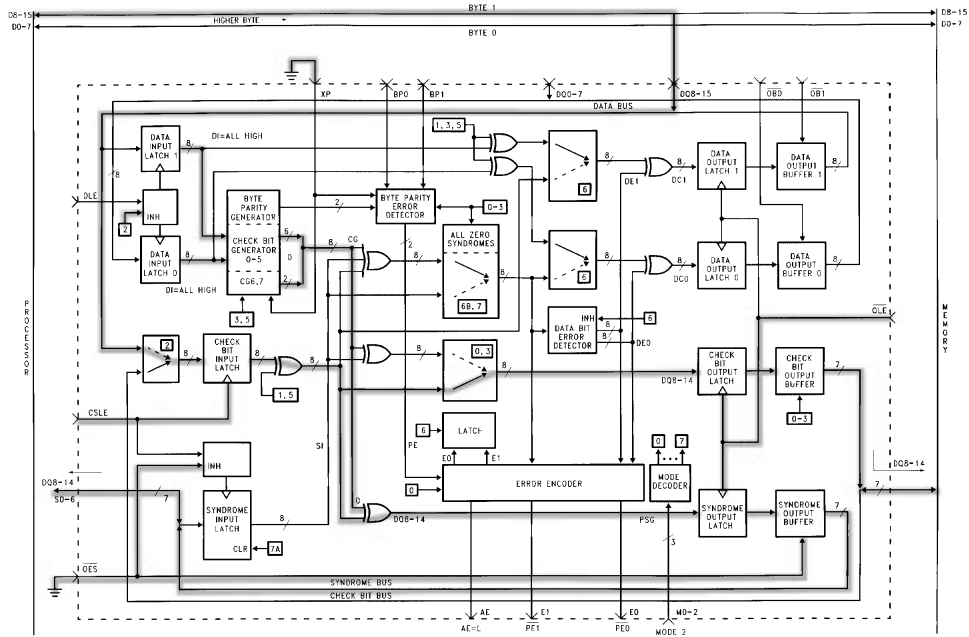 BYTE 1
D8-15
D8-15
HIGHER BYTE
D0-7
BYTE 0
D0-7
XP
BP0
BP1
DQ0-7
DQ8-15
OB0
OB1
DATA BUS
1,3,5
DI=ALL HIGH
DATA INPUT LATCH 1
8
8
8
8
8
8
DATA OUTPUT LATCH 1
DATA OUTPUT BUFFER 1
8
DE1
DC1
6
DLE
INH
2
BYTE PARITY GENERATOR
2
BYTE PARITY ERROR DETECTOR
0-3
CHECK BIT GENERATOR 0-5
6
0
8
CG
CG6,7
2
2
8
ALL ZERO SYNDROMES
6B,7
8
8
6
8
DC0
DATA INPUT LATCH 0
8
DI=ALL HIGH
DATA OUTPUT LATCH 0
DATA OUTPUT BUFFER 0
8
3,5
INH
6
DATA BIT ERROR DETECTOR
DE0
OLE
PROCESSOR
MEMORY
2
8
CHECK BIT INPUT LATCH
8
8
1,5
8
0,3
8
DQ8-14
CHECK BIT OUTPUT LATCH
CHECK BIT OUTPUT BUFFER
7
0-3
CSLE
SI
PE
6
LATCH
E0
E1
0
7
INH
0
ERROR ENCODER
MODE DECODER
DQ8-14
7
DQ8-14
S0-6
7
SYNDROME INPUT LATCH
8
CLR
7A
0
DQ8-14
PSG
3
SYNDROME OUTPUT LATCH
SYNDROME OUTPUT BUFFER
7
OES
SYNDROME BUS
CHECK BIT BUS
AE
E1
E0
M0-2
AE=L
PE1
PE0
MODE 2